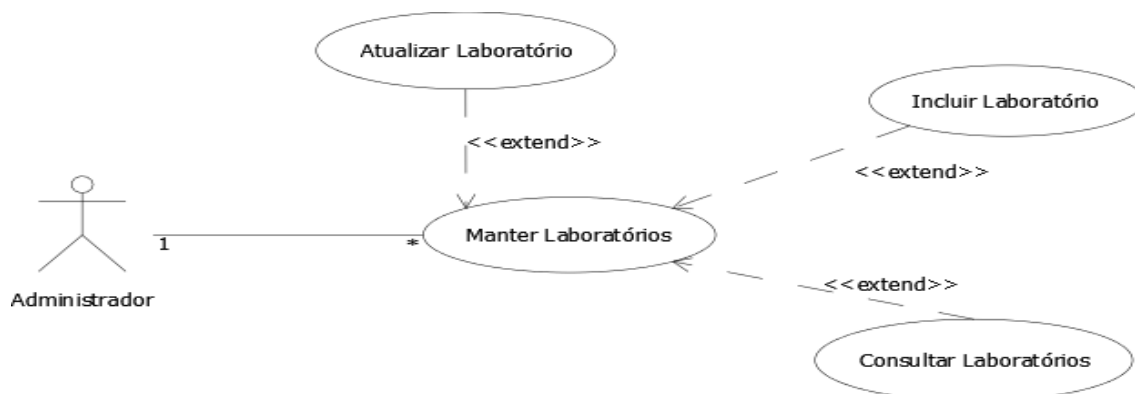 Atualizar Laboratório
Incluir Laboratório
<<extend>>
<<extend>>
Manter Laboratórios
1
*
<<extend>>
Administrador
Consultar Laboratórios